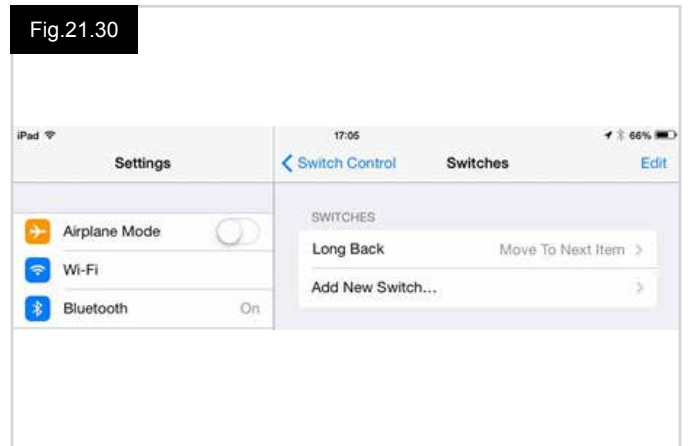 Fig.21.30
iPad 17:05 66%
Settings
Switch Control Switches Edit
Airplane Mode
Wi-Fi
Bluetooth On
SWITCHES
Long Back Move To Next Item
Add New Switch...